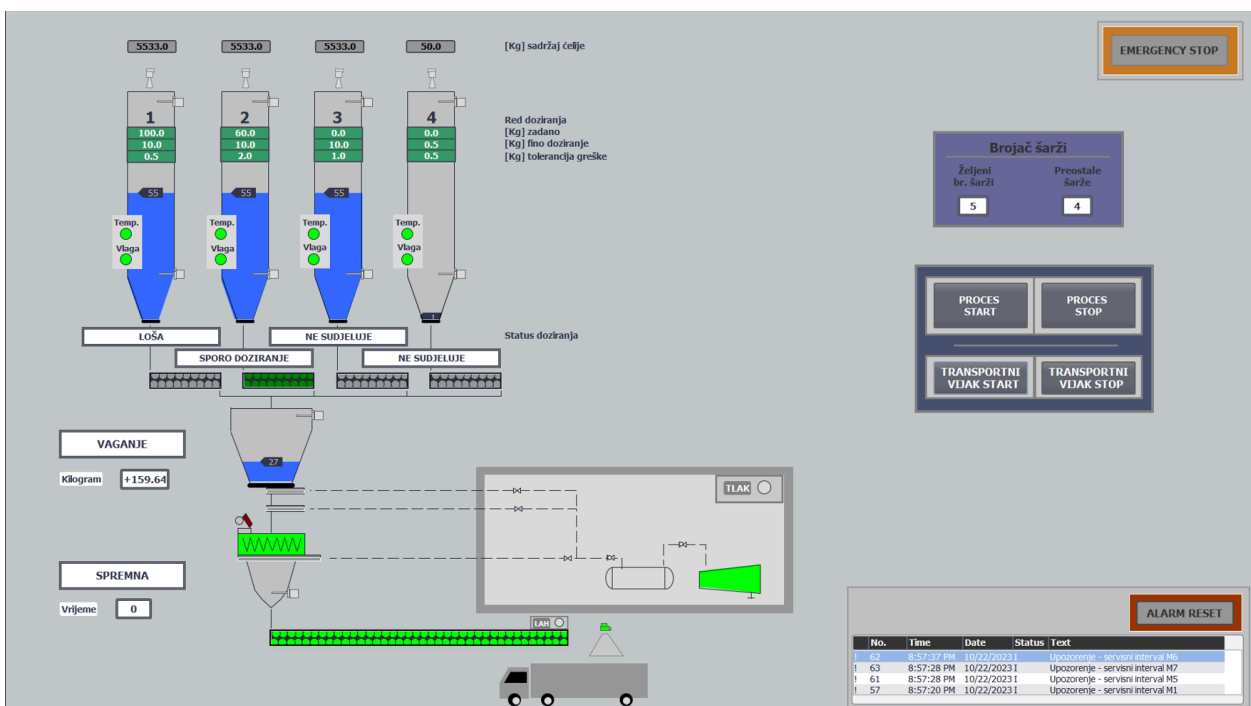 5533.0 5533.0 5533.0 50.0 [Kg] sadržaj ćelije
EMERGENCY STOP
1 2 3 4 Red doziranja
100.0 60.0 0.0 0.0 [Kg] zadano
10.0 10.0 10.0 0.5 [Kg] fino doziranje
0.5 2.0 1.0 0.5 [Kg] tolerancija greške
Brojač šarži
Željeni br. šarži
Preostale šarže
5 4
55 55 55
Temp. Temp. Temp. Temp.
Vlaga Vlaga Vlaga Vlaga
1
PROCES START
PROCES STOP
TRANSPORTNI VIJAK START
TRANSPORTNI VIJAK STOP
LOŠA NE SUDJELUJE Status doziranja
SPORO DOZIRANJE NE SUDJELUJE
VAGANJE
27
Kilogram +159.64
TLAK
SPREMNA
Vrijeme 0
LAH
ALARM RESET
No. Time Date Status Text
! 62 8:57:37 PM 10/22/2023 I Upozorenje - servisni interval M6
! 63 8:57:28 PM 10/22/2023 I Upozorenje - servisni interval M7
! 61 8:57:28 PM 10/22/2023 I Upozorenje - servisni interval M5
! 57 8:57:20 PM 10/22/2023 I Upozorenje - servisni interval M1